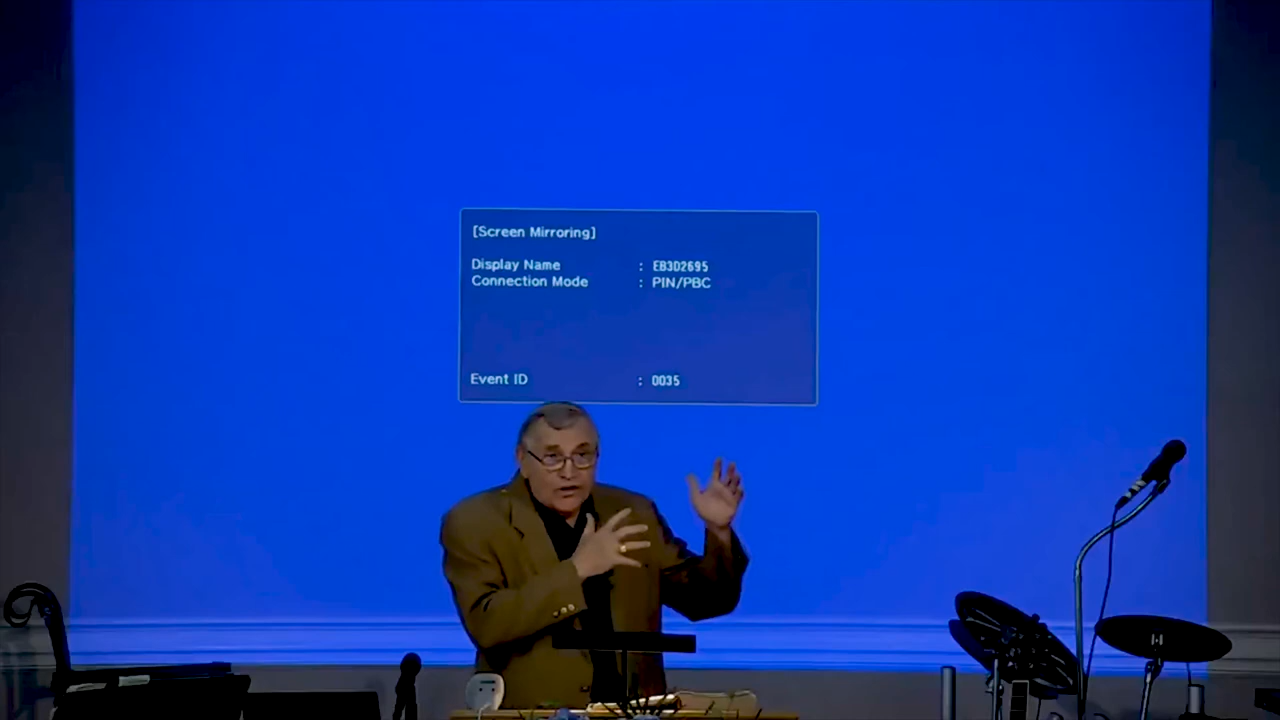 [Screen Mirroring]
Display Name : EB3D2695
Connection Mode : PIN/PBC
Event ID : 0035